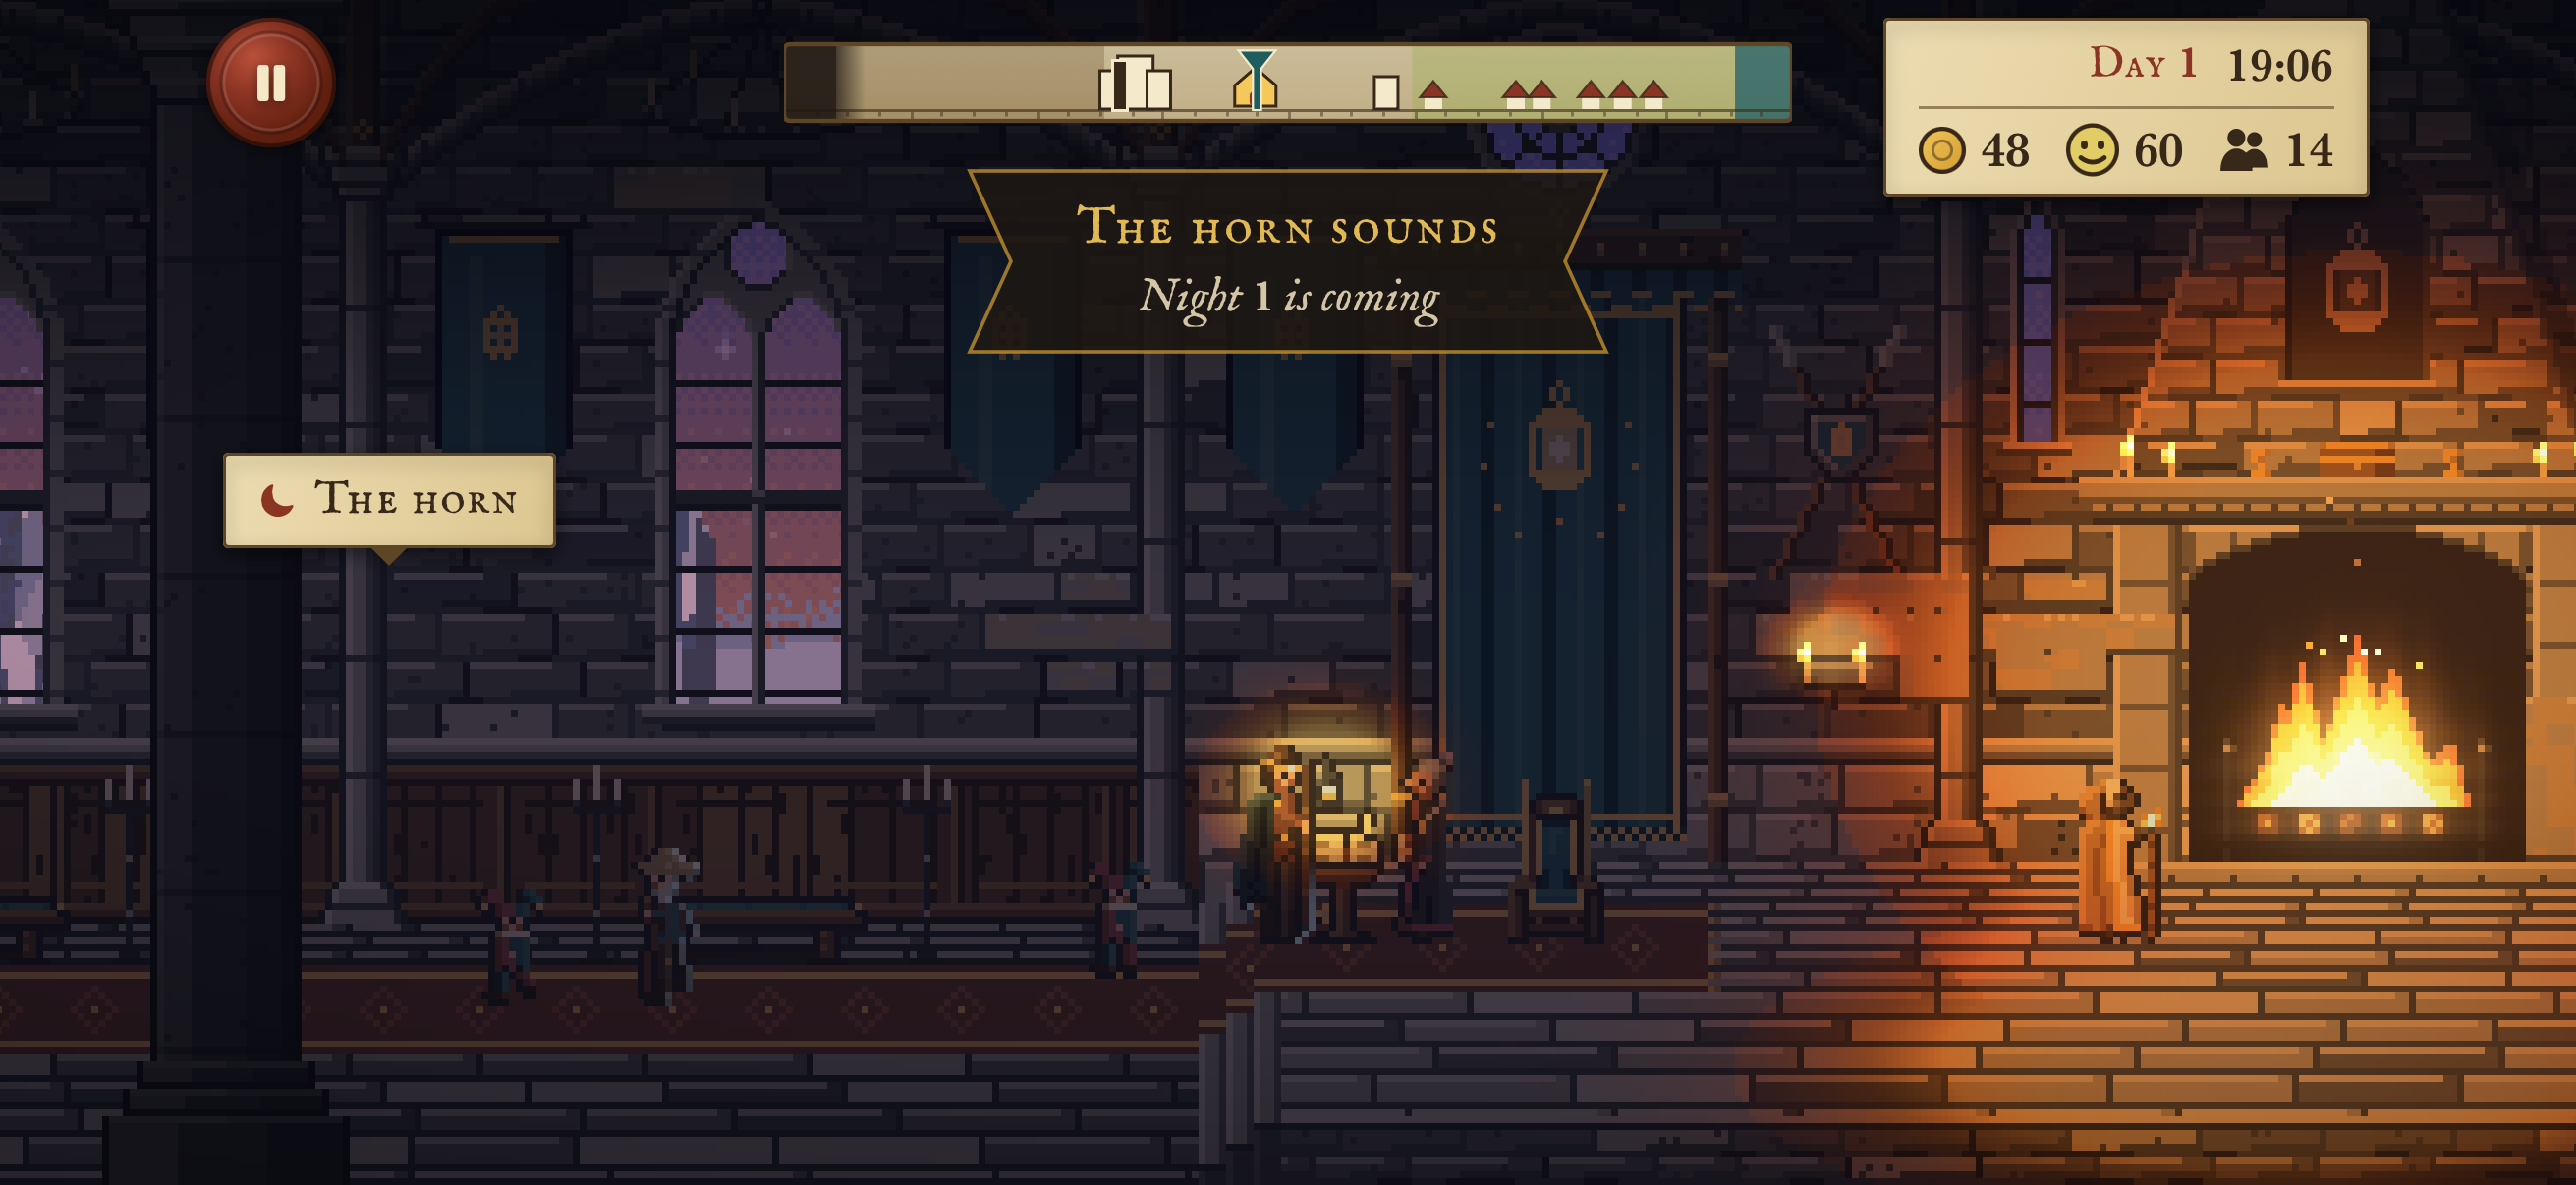 Day 1 19:06
48 60 14
The horn sounds
Night 1 is coming
The horn